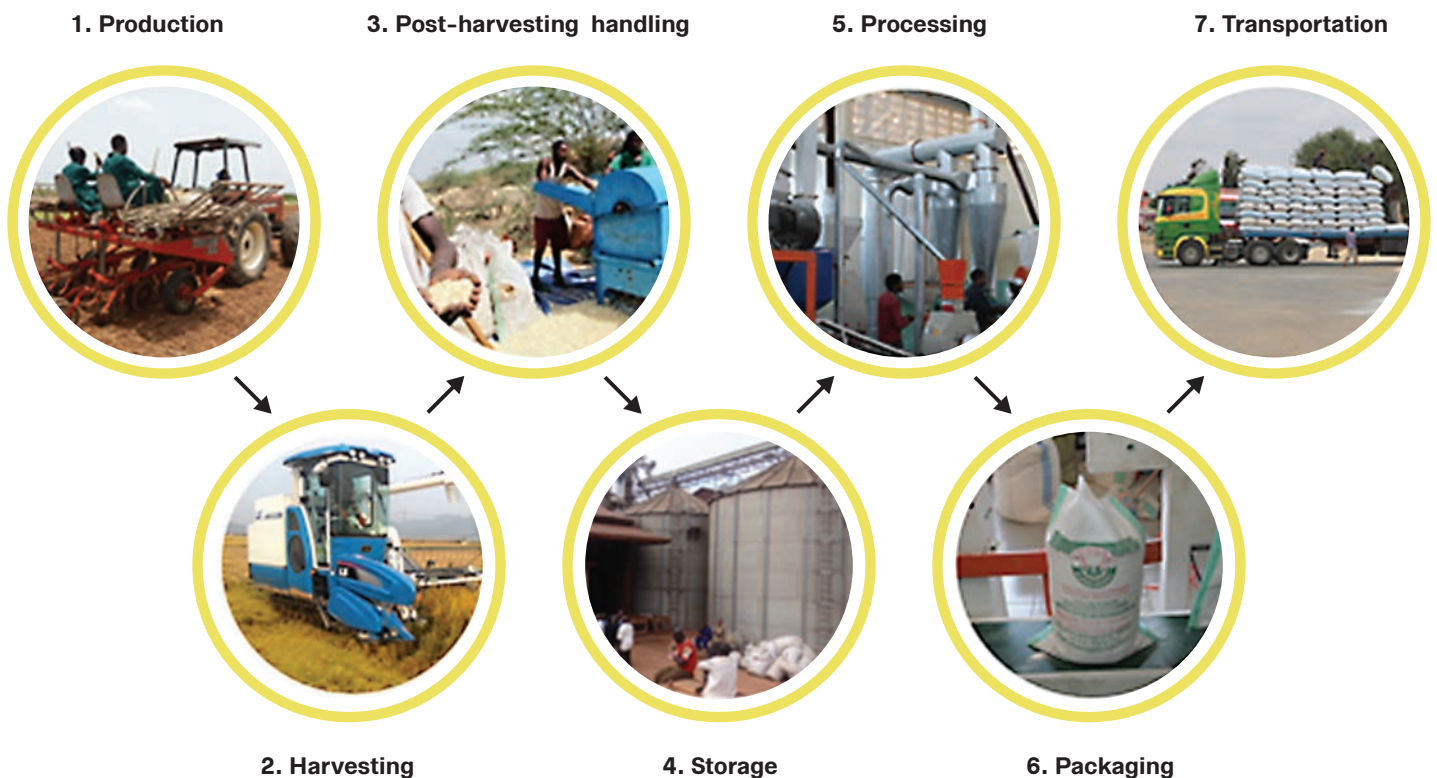 1. Production
3. Post-harvesting handling
5. Processing
7. Transportation
2. Harvesting
4. Storage
6. Packaging